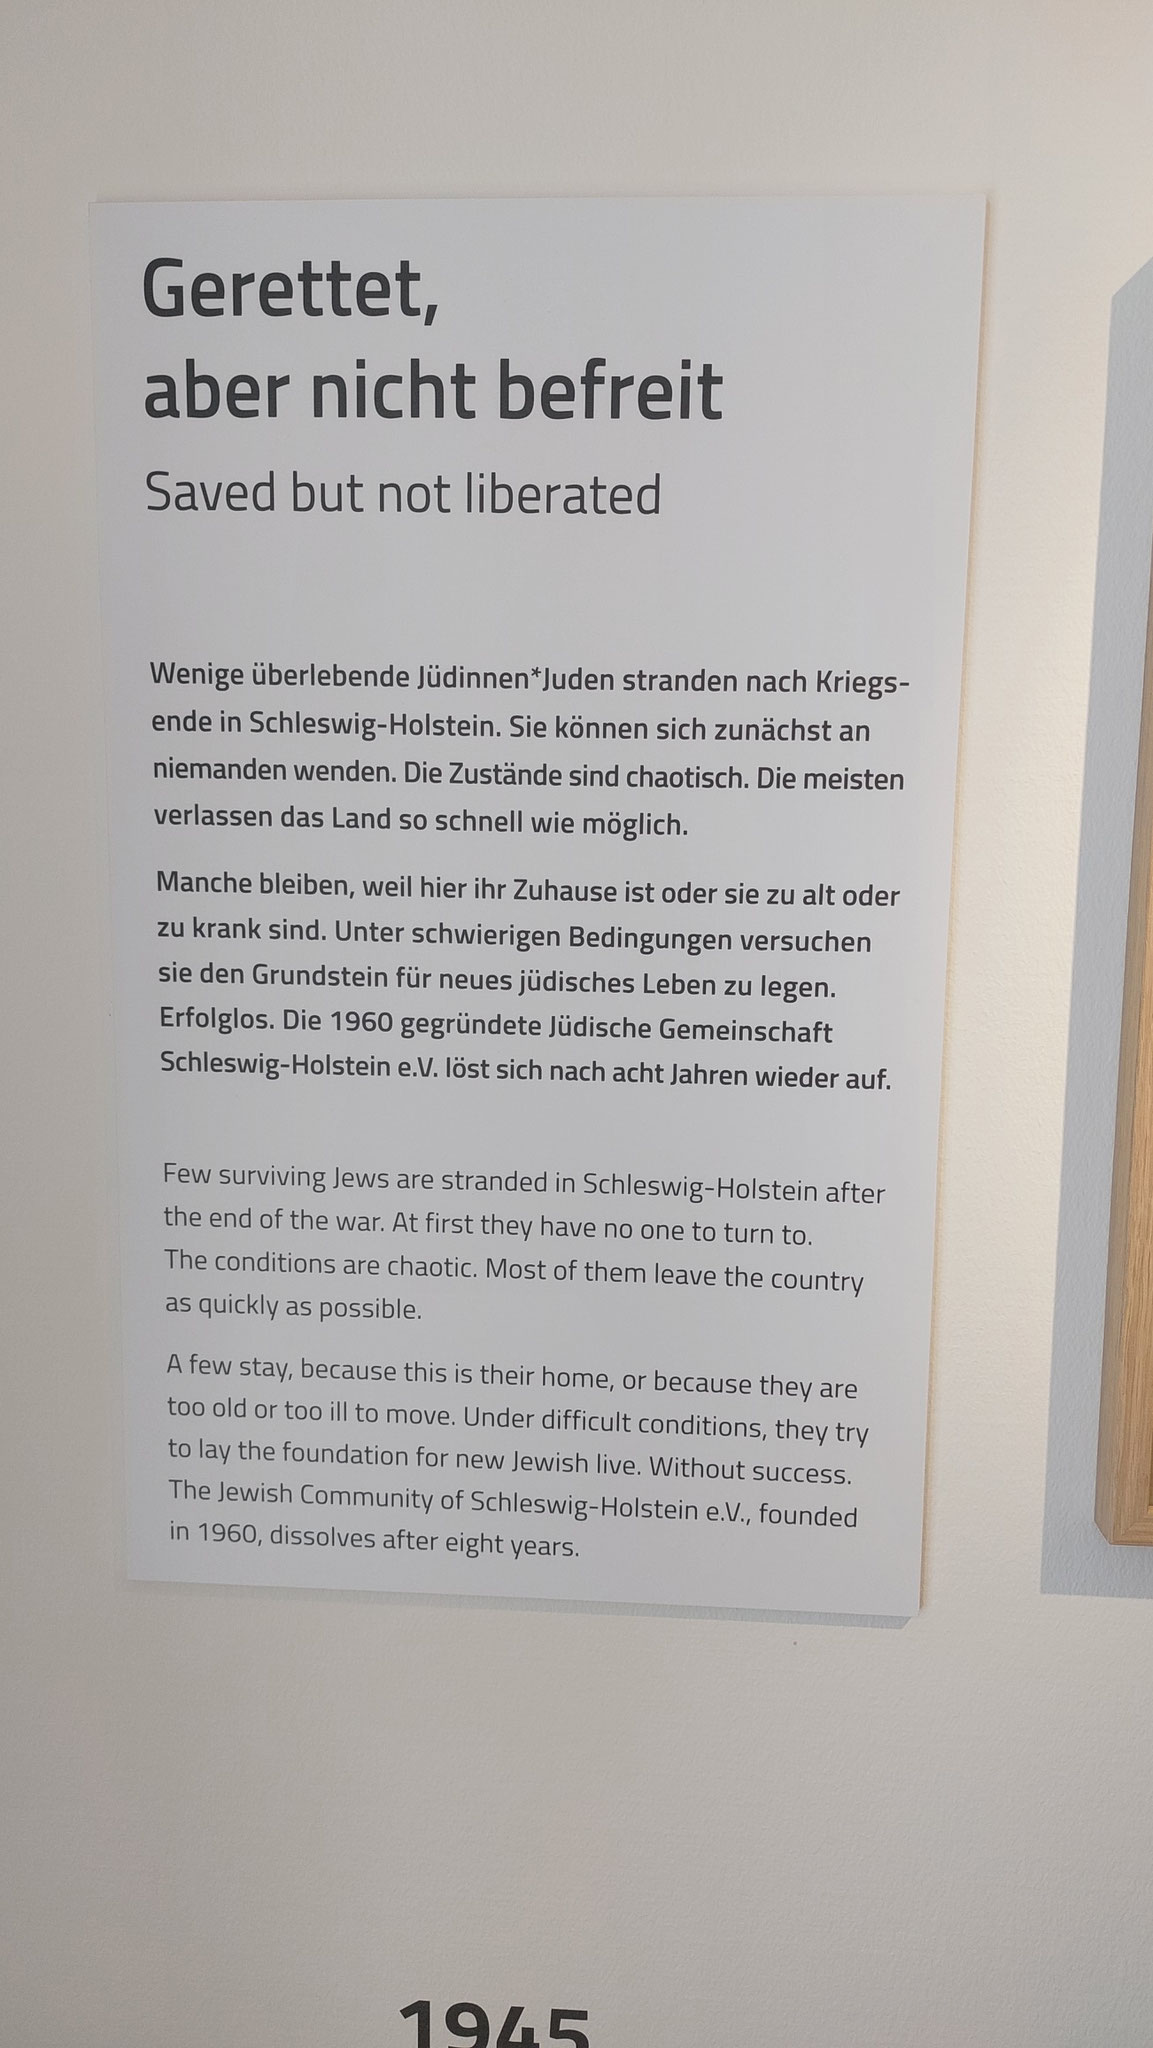 Gerettet,
aber nicht befreit
Saved but not liberated
Wenige überlebende Jüdinnen*Juden stranden nach Kriegs-
ende in Schleswig-Holstein. Sie können sich zunächst an
niemanden wenden. Die Zustände sind chaotisch. Die meisten
verlassen das Land so schnell wie möglich.
Manche bleiben, weil hier ihr Zuhause ist oder sie zu alt oder
zu krank sind. Unter schwierigen Bedingungen versuchen
sie den Grundstein für neues jüdisches Leben zu legen.
Erfolglos. Die 1960 gegründete Jüdische Gemeinschaft
Schleswig-Holstein e.V. löst sich nach acht Jahren wieder auf.
Few surviving Jews are stranded in Schleswig-Holstein after
the end of the war. At first they have no one to turn to.
The conditions are chaotic. Most of them leave the country
as quickly as possible.
A few stay, because this is their home, or because they are
too old or too ill to move. Under difficult conditions, they try
to lay the foundation for new Jewish live. Without success.
The Jewish Community of Schleswig-Holstein e.V., founded
in 1960, dissolves after eight years.
1945